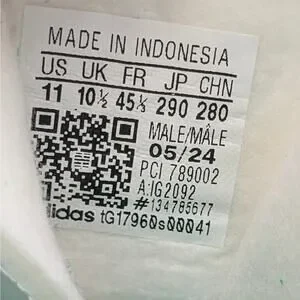 MADE IN INDONESIA
US UK FR JP CHN
11 10½ 45⅓ 290 280
MALE/MÂLE
05/24
PCI 789002
A:IG2092
#134785677
adidas tG17960s00041